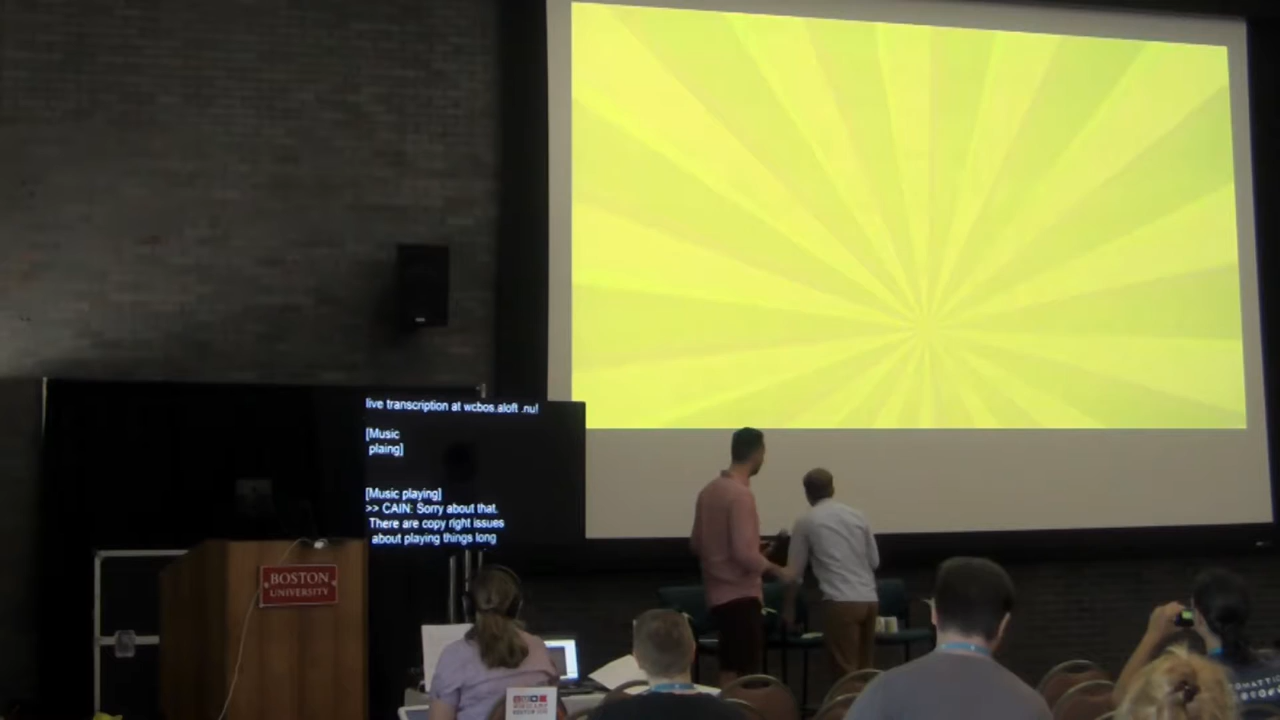 live transcription at wcbos.aloft .nu!
[Music
plaing]
[Music playing]
>> CAIN: Sorry about that.
There are copy right issues
about playing things long
BOSTON
UNIVERSITY